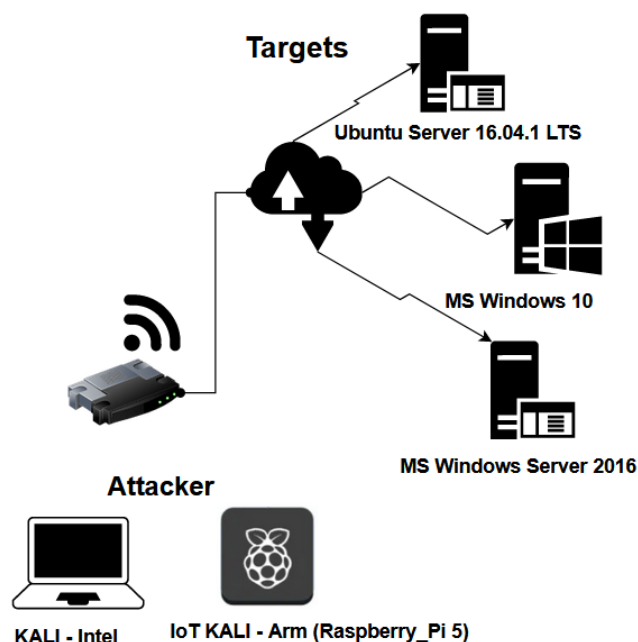 Targets
Ubuntu Server 16.04.1 LTS
MS Windows 10
MS Windows Server 2016
Attacker
KALI - Intel
IoT KALI - Arm (Raspberry_Pi 5)